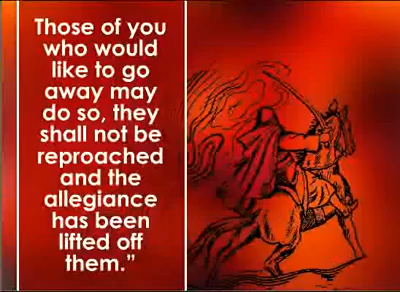 Those of you
who would
like to go
away may
do so, they
shall not be
reproached
and the
allegiance
has been
lifted off
them.”